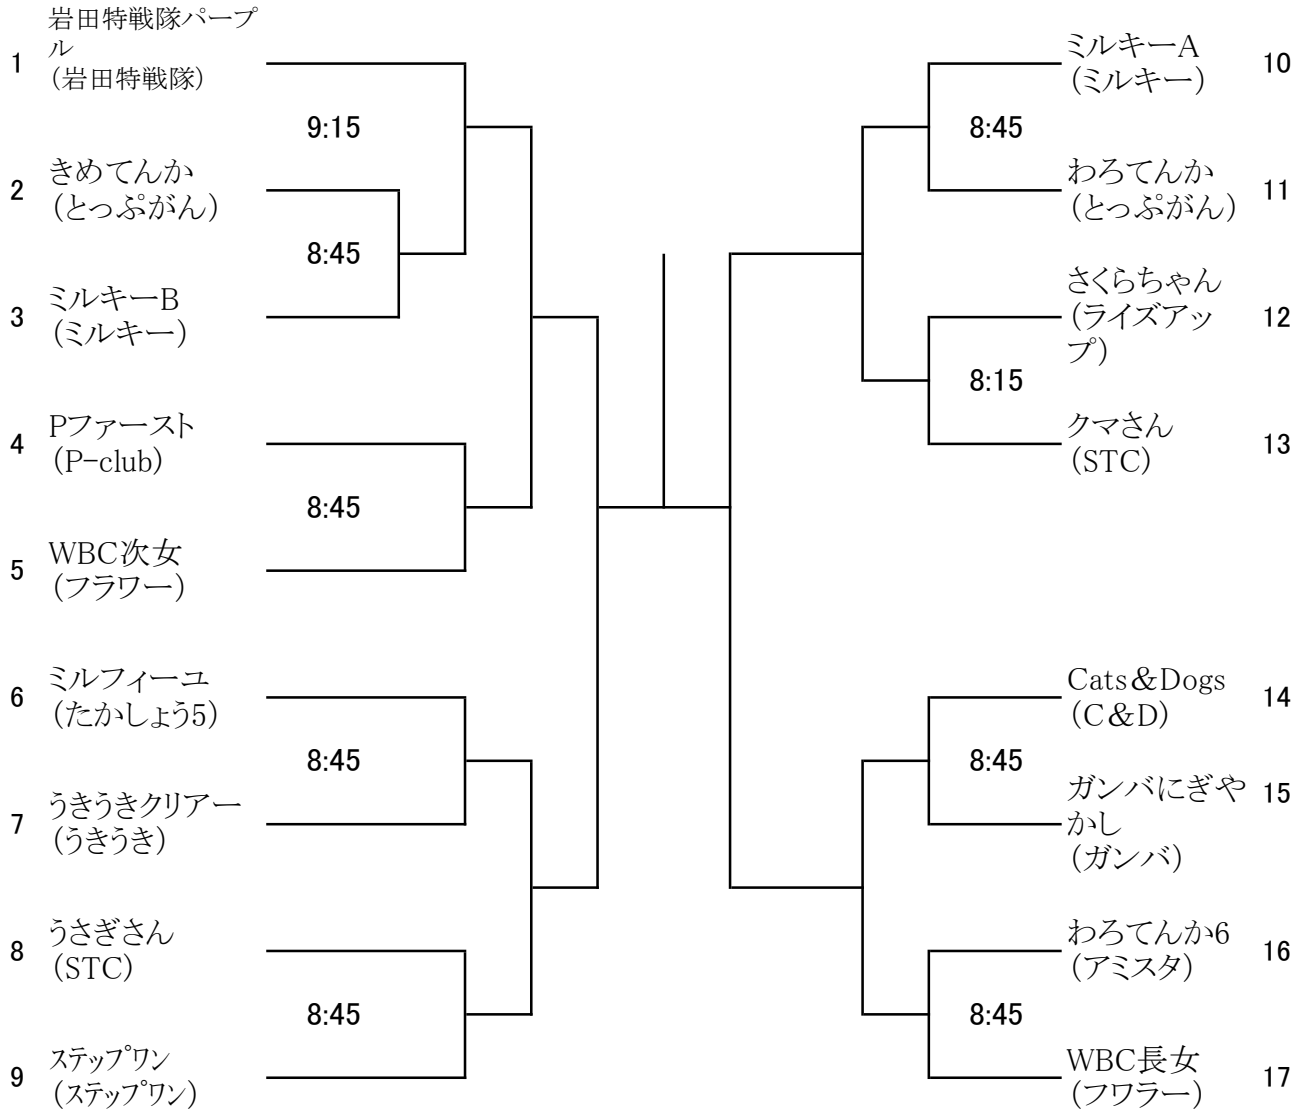 岩田特戦隊パープ
ル
1
(岩田特戦隊)
9:15
きめてんか
2
(とっぷがん)
8:45
ミルキーB
3
(ミルキー)
Pファースト
4
(P-club)
8:45
WBC次女
5
(フラワー)
ミルフィーユ
6
(たかしょう5)
8:45
うきうきクリアー
7
(うきうき)
うさぎさん
8
(STC)
8:45
ステップワン
9
(ステップワン)
ミルキーA
10
(ミルキー)
8:45
わろてんか
11
(とっぷがん)
さくらちゃん
12
(ライズアッ
プ)
8:15
クマさん
13
(STC)
Cats&Dogs
14
(C&D)
8:45
ガンバにぎや
15
かし
(ガンバ)
わろてんか6
16
(アミスタ)
8:45
WBC長女
17
(フワラー)